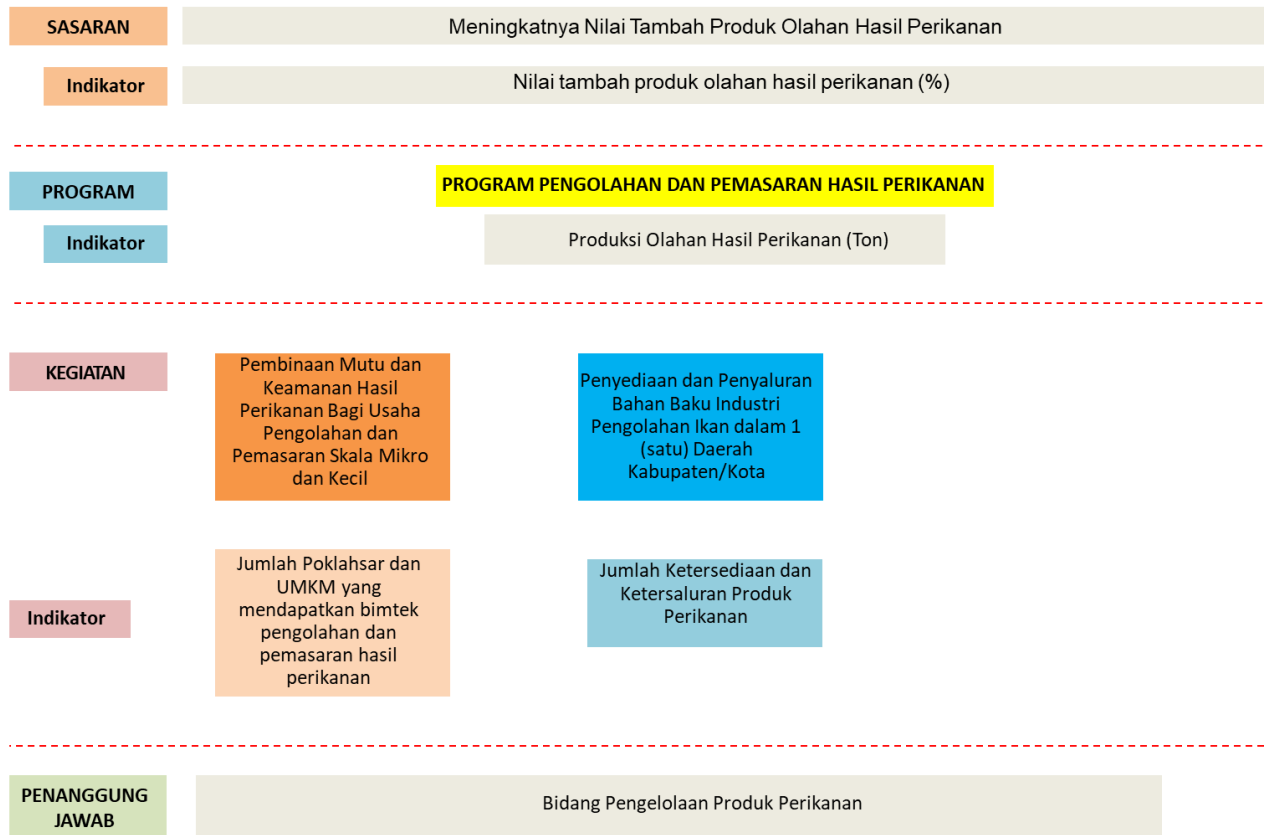 SASARAN
Meningkatnya Nilai Tambah Produk Olahan Hasil Perikanan
Indikator
Nilai tambah produk olahan hasil perikanan (%)
PROGRAM
PROGRAM PENGOLAHAN DAN PEMASARAN HASIL PERIKANAN
Indikator
Produksi Olahan Hasil Perikanan (Ton)
KEGIATAN
Pembinaan Mutu dan
Keamanan Hasil
Perikanan Bagi Usaha
Pengolahan dan
Pemasaran Skala Mikro
dan Kecil
Penyediaan dan Penyaluran
Bahan Baku Industri
Pengolahan Ikan dalam 1
(satu) Daerah
Kabupaten/Kota
Indikator
Jumlah Poklahsar dan
UMKM yang
mendapatkan bimtek
pengolahan dan
pemasaran hasil
perikanan
Jumlah Ketersediaan dan
Ketersaluran Produk
Perikanan
PENANGGUNG
JAWAB
Bidang Pengelolaan Produk Perikanan